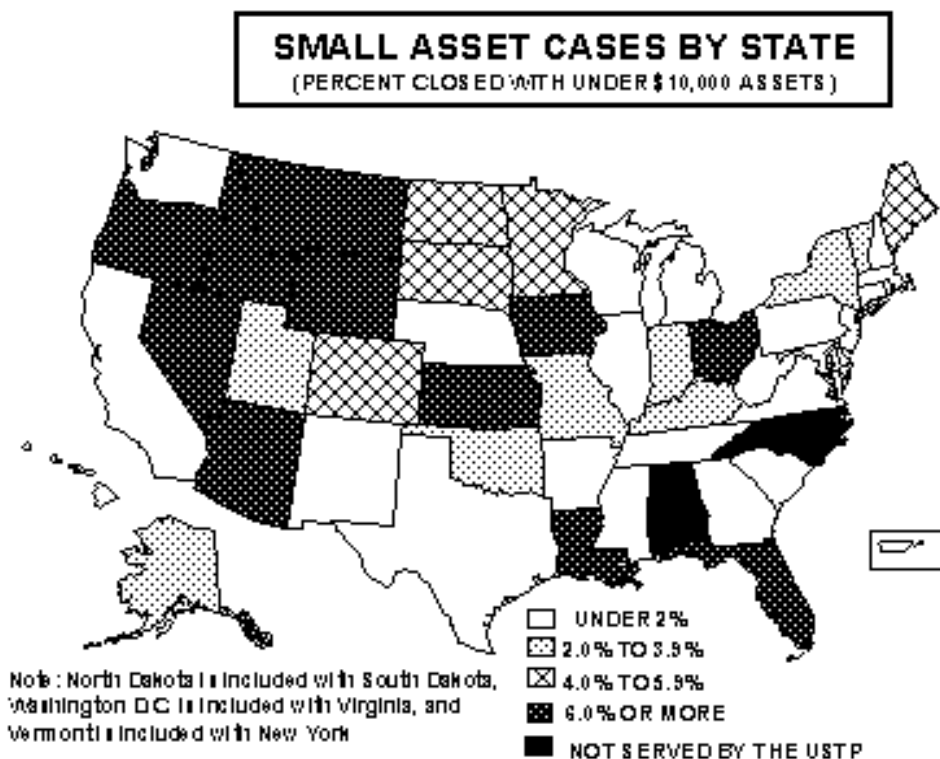 SMALL ASSET CASES BY STATE
(PERCENT CLOSED WITH UNDER $10,000 ASSETS)
UNDER 2%
2.0% TO 3.9%
4.0% TO 5.9%
6.0% OR MORE
NOT SERVED BY THE USTP
Note: North Dakota is included with South Dakota,
Washington DC is included with Virginia, and
Vermont is included with New York